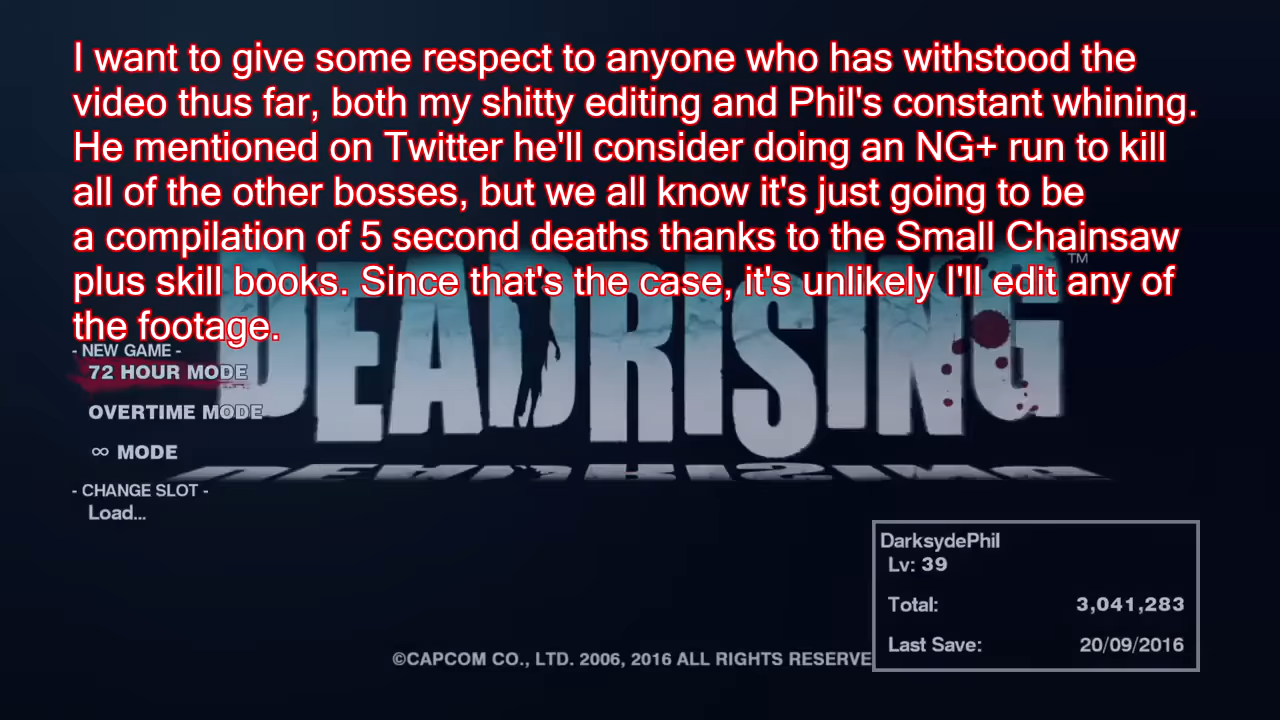 I want to give some respect to anyone who has withstood the
video thus far, both my shitty editing and Phil's constant whining.
He mentioned on Twitter he'll consider doing an NG+ run to kill
all of the other bosses, but we all know it's just going to be
a compilation of 5 second deaths thanks to the Small Chainsaw
plus skill books. Since that's the case, it's unlikely I'll edit any of
the footage.
DEADRISING™
- NEW GAME -
72 HOUR MODE
OVERTIME MODE
∞ MODE
- CHANGE SLOT -
Load...
DarksydePhil
Lv: 39
Total: 3,041,283
Last Save: 20/09/2016
©CAPCOM CO., LTD. 2006, 2016 ALL RIGHTS RESERVE